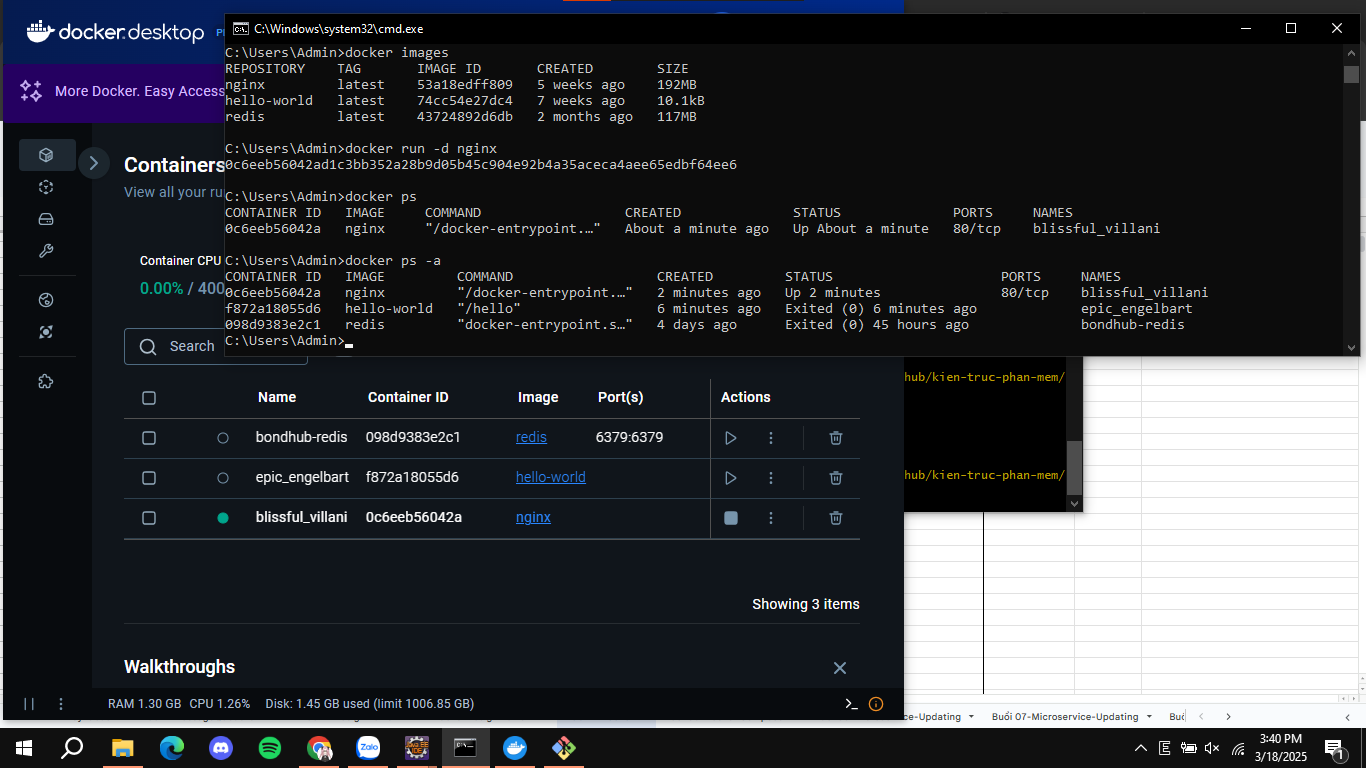 docker desktop
C:\Windows\system32\cmd.exe
C:\Users\Admin>docker images
REPOSITORY    TAG       IMAGE ID       CREATED        SIZE
nginx         latest    53a18edff809   5 weeks ago    192MB
hello-world   latest    74cc54e27dc4   7 weeks ago    10.1kB
redis         latest    43724892d6db   2 months ago   117MB
C:\Users\Admin>docker run -d nginx
0c6eeb56042ad1c3bb352a28b9d05b45c904e92b4a35aceca4aee65edbf64ee6
C:\Users\Admin>docker ps
CONTAINER ID   IMAGE     COMMAND                  CREATED              STATUS              PORTS     NAMES
0c6eeb56042a   nginx     "/docker-entrypoint.…"   About a minute ago   Up About a minute   80/tcp    blissful_villani
C:\Users\Admin>docker ps -a
CONTAINER ID   IMAGE         COMMAND                  CREATED         STATUS                     PORTS     NAMES
0c6eeb56042a   nginx         "/docker-entrypoint.…"   2 minutes ago   Up 2 minutes               80/tcp    blissful_villani
f872a18055d6   hello-world   "/hello"                 6 minutes ago   Exited (0) 6 minutes ago             epic_engelbart
098d9383e2c1   redis         "docker-entrypoint.s…"   4 days ago      Exited (0) 45 hours ago              bondhub-redis
C:\Users\Admin>
More Docker. Easy Access
Containers
View all your ru
Container CPU
0.00% / 400
Search
Name Container ID Image Port(s) Actions
bondhub-redis 098d9383e2c1 redis 6379:6379
epic_engelbart f872a18055d6 hello-world
blissful_villani 0c6eeb56042a nginx
Showing 3 items
Walkthroughs
RAM 1.30 GB CPU 1.26% Disk: 1.45 GB used (limit 1006.85 GB)
hub/kien-truc-phan-mem/
hub/kien-truc-phan-mem/
ce-Updating Buổi 07-Microservice-Updating Buổ
Zalo
Java EE
IDE
3:40 PM
3/18/2025
1